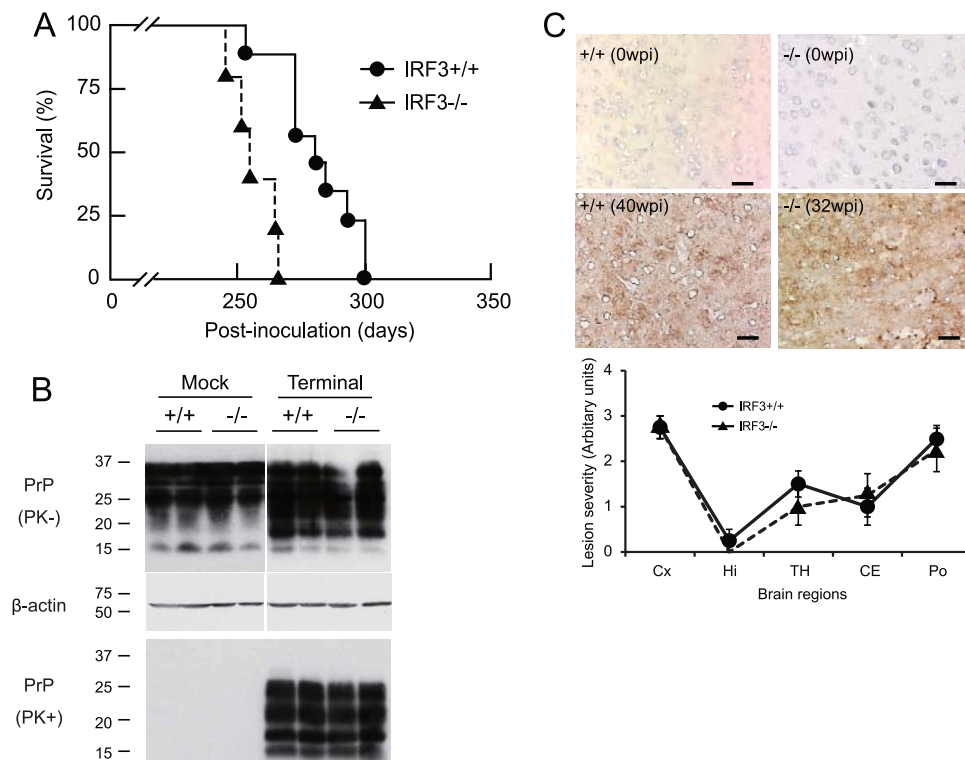 A
100
75
50
25
0
Survival (%)
IRF3+/+
IRF3-/-
0
250
300
350
Post-inoculation (days)
B
Mock
Terminal
+/+
-/-
+/+
-/-
PrP
(PK-)
37
25
20
15
β-actin
75
50
PrP
(PK+)
37
25
20
15
C
+/+ (0wpi)
-/- (0wpi)
+/+ (40wpi)
-/- (32wpi)
Lesion severity (Arbitary units)
4
3
2
1
0
IRF3+/+
IRF3-/-
Cx
Hi
TH
CE
Po
Brain regions